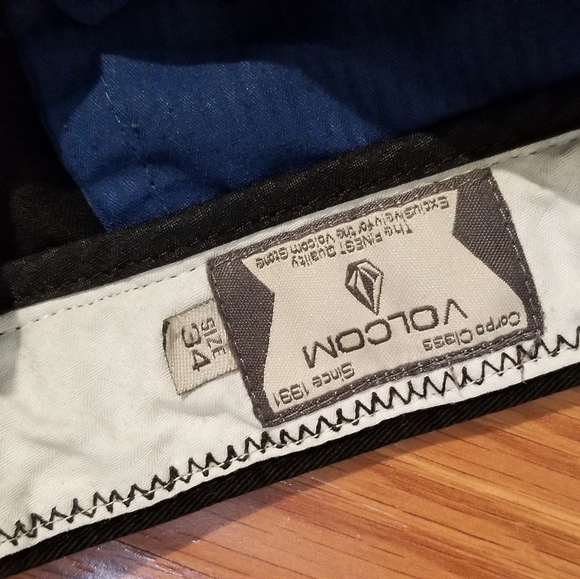 Corpo Class
Since 1991
VOLCOM
The FINEST Quality
Exclusively for the Volcom Stone
SIZE
34